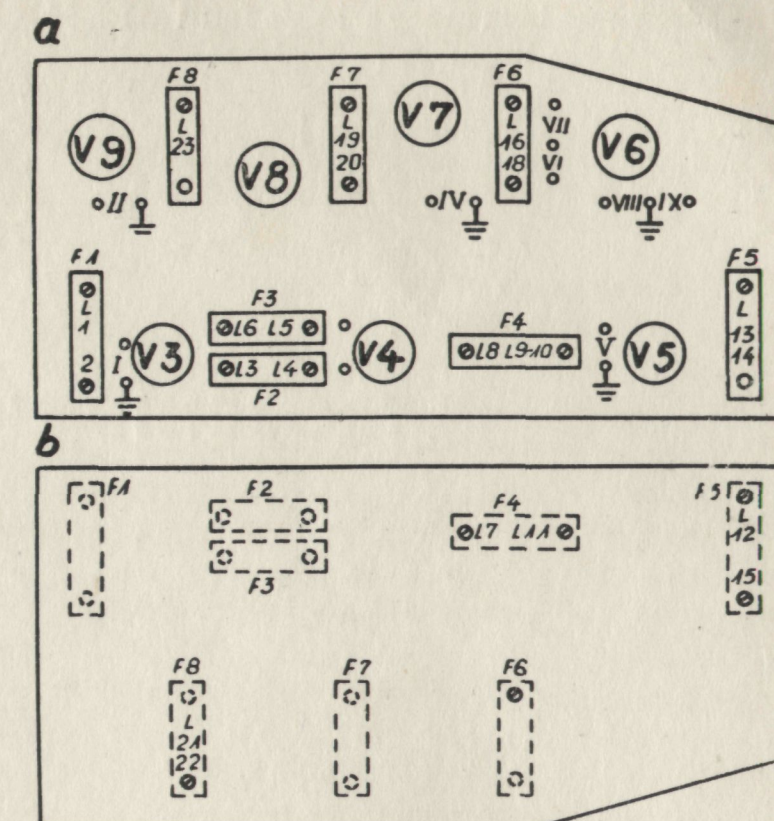 a
F8 F7 F6
V9 L 23 V8 L 19 20 V7 L 16 18 VII VI V6
II IV VIII IX
F1 F5
L 1 2 I V3 F3 L6 L5 V4 F4 L8 L9-10 V V5 L 13 14
L3 L4
F2
b
F1 F2 F4 F5
L7 L11 L 12
F3 15
F8 F7 F6
L
21
22